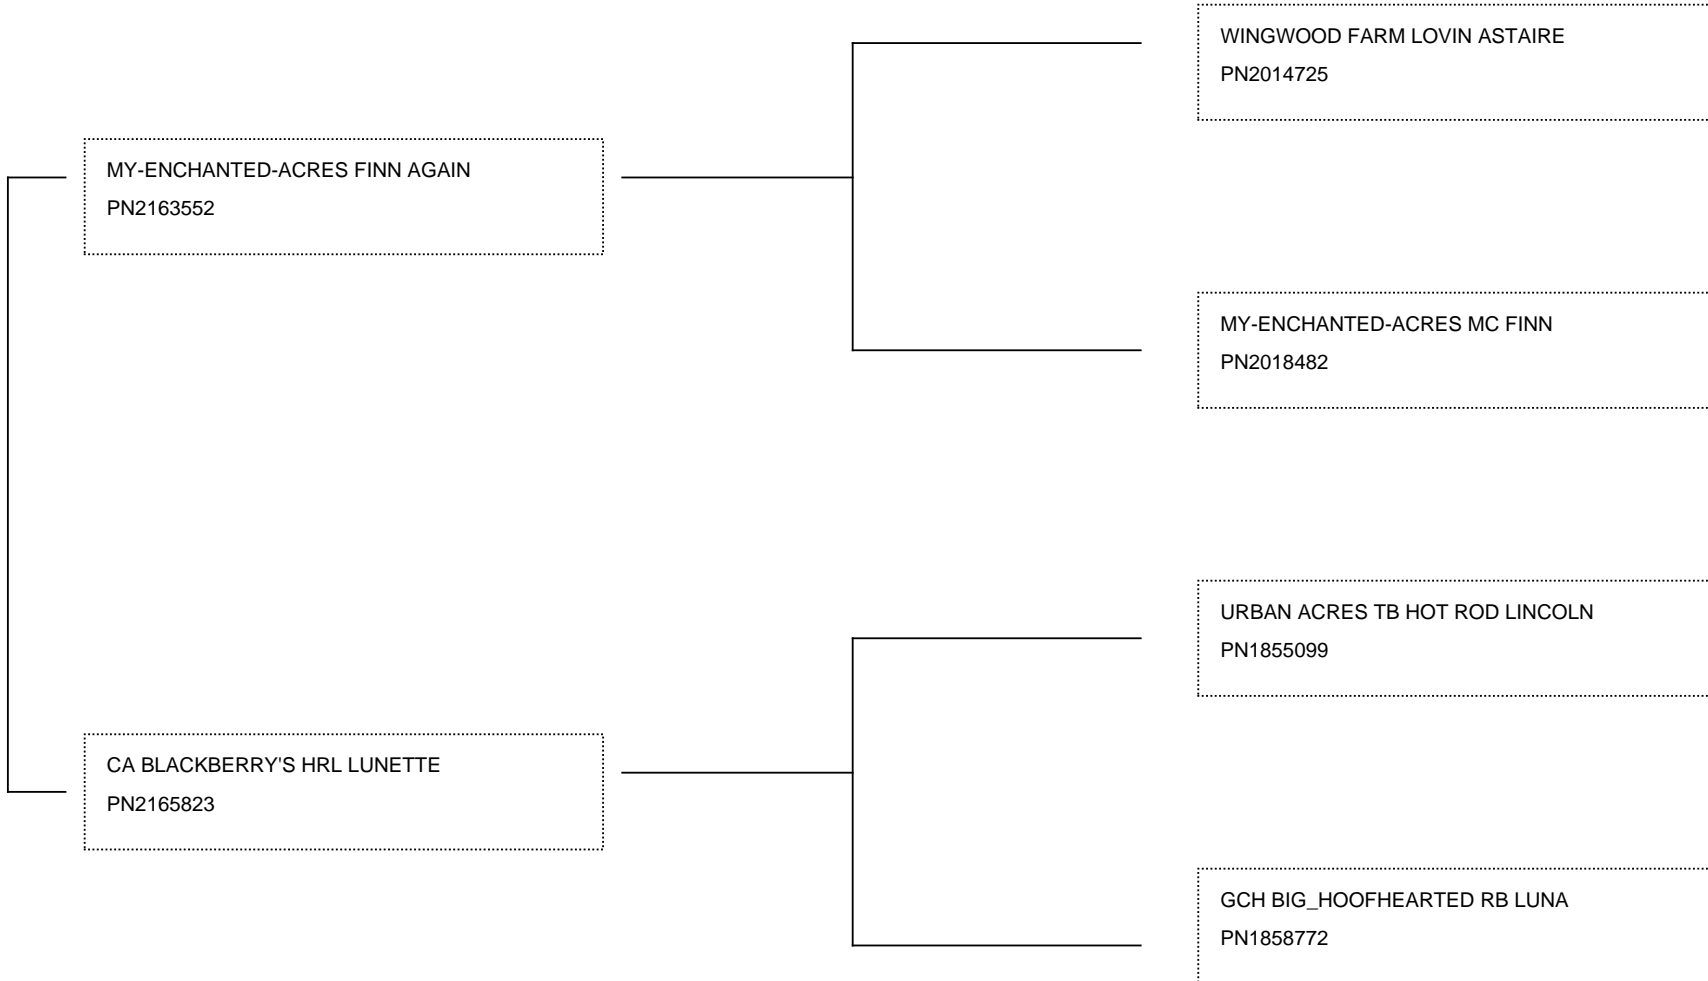 WINGWOOD FARM LOVIN ASTAIRE
PN2014725
MY-ENCHANTED-ACRES FINN AGAIN
PN2163552
MY-ENCHANTED-ACRES MC FINN
PN2018482
URBAN ACRES TB HOT ROD LINCOLN
PN1855099
CA BLACKBERRY'S HRL LUNETTE
PN2165823
GCH BIG_HOOFHEARTED RB LUNA
PN1858772